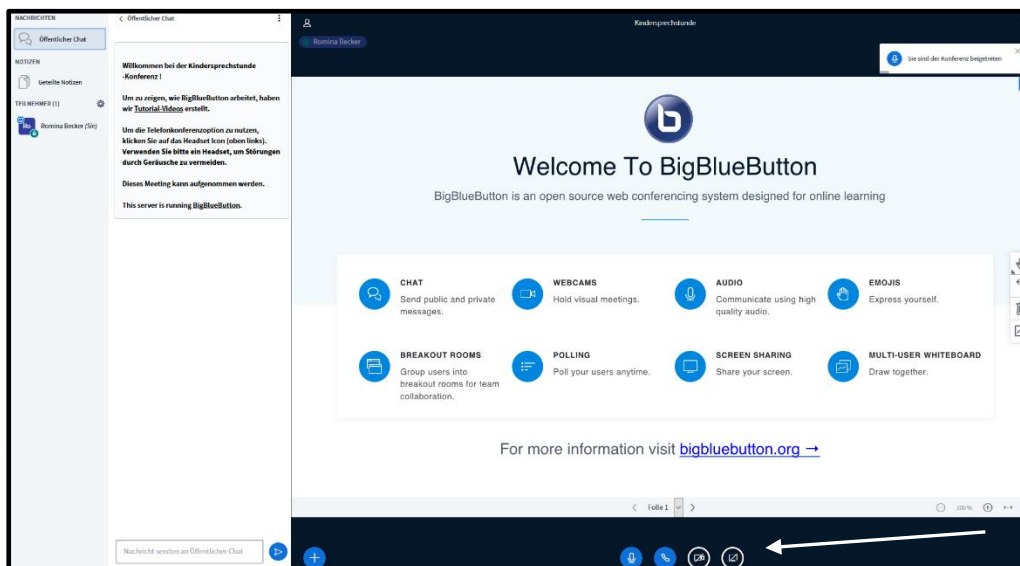 NACHRICHTEN
Öffentlicher Chat
NOTIZEN
Geteilte Notizen
TEILNEHMER (1)
Ro
Romina Becker (Sie)
Öffentlicher Chat
Willkommen bei der Kindersprechstunde
-Konferenz !
Um zu zeigen, wie BigBlueButton arbeitet, haben
wir Tutorial-Videos erstellt.
Um die Telefonkonferenzoption zu nutzen,
klicken Sie auf das Headset Icon (oben links).
Verwenden Sie bitte ein Headset, um Störungen
durch Geräusche zu vermeiden.
Dieses Meeting kann aufgenommen werden.
This server is running BigBlueButton.
Nachricht senden an Öffentlicher Chat
Kindersprechstunde
Romina Becker
Sie sind der Konferenz beigetreten
b
Welcome To BigBlueButton
BigBlueButton is an open source web conferencing system designed for online learning
CHAT
Send public and private
messages.
WEBCAMS
Hold visual meetings.
AUDIO
Communicate using high
quality audio.
EMOJIS
Express yourself.
BREAKOUT ROOMS
Group users into
breakout rooms for team
collaboration.
POLLING
Poll your users anytime.
SCREEN SHARING
Share your screen.
MULTI-USER WHITEBOARD
Draw together.
For more information visit bigbluebutton.org →
Folie 1
100%